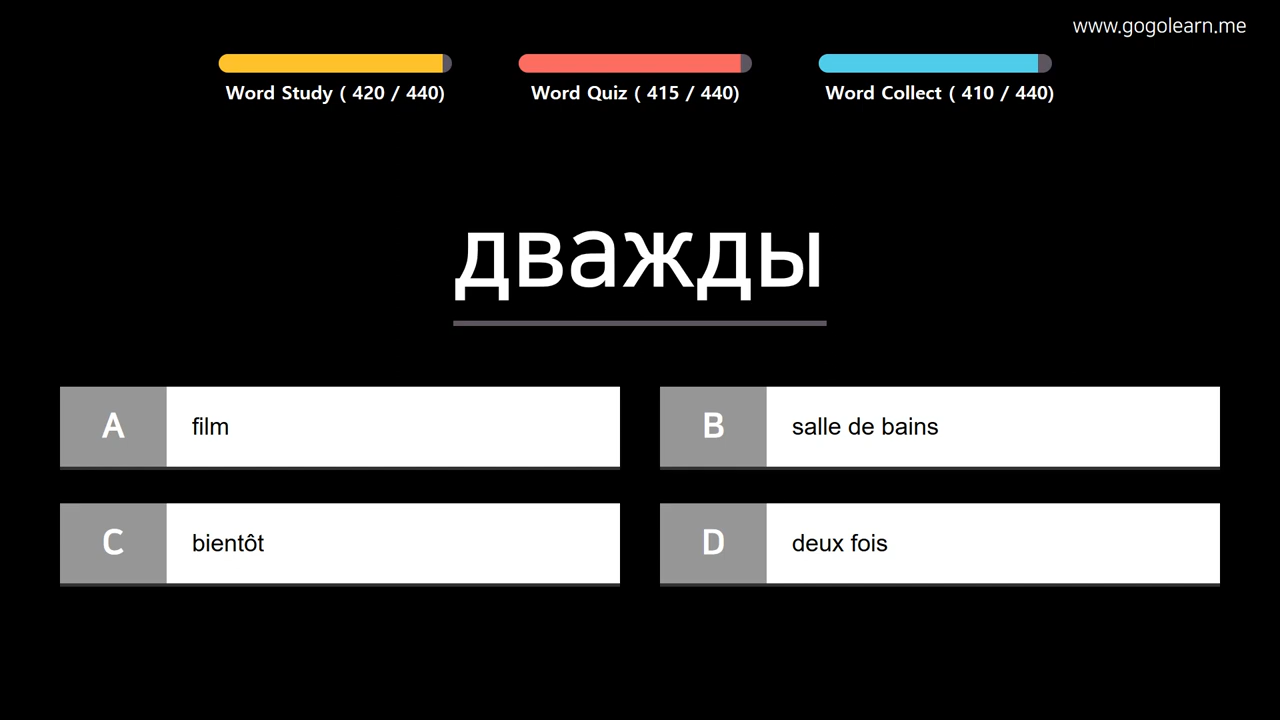 www.gogolearn.me
Word Study ( 420 / 440)
Word Quiz ( 415 / 440)
Word Collect ( 410 / 440)
дважды
A film
B salle de bains
C bientôt
D deux fois